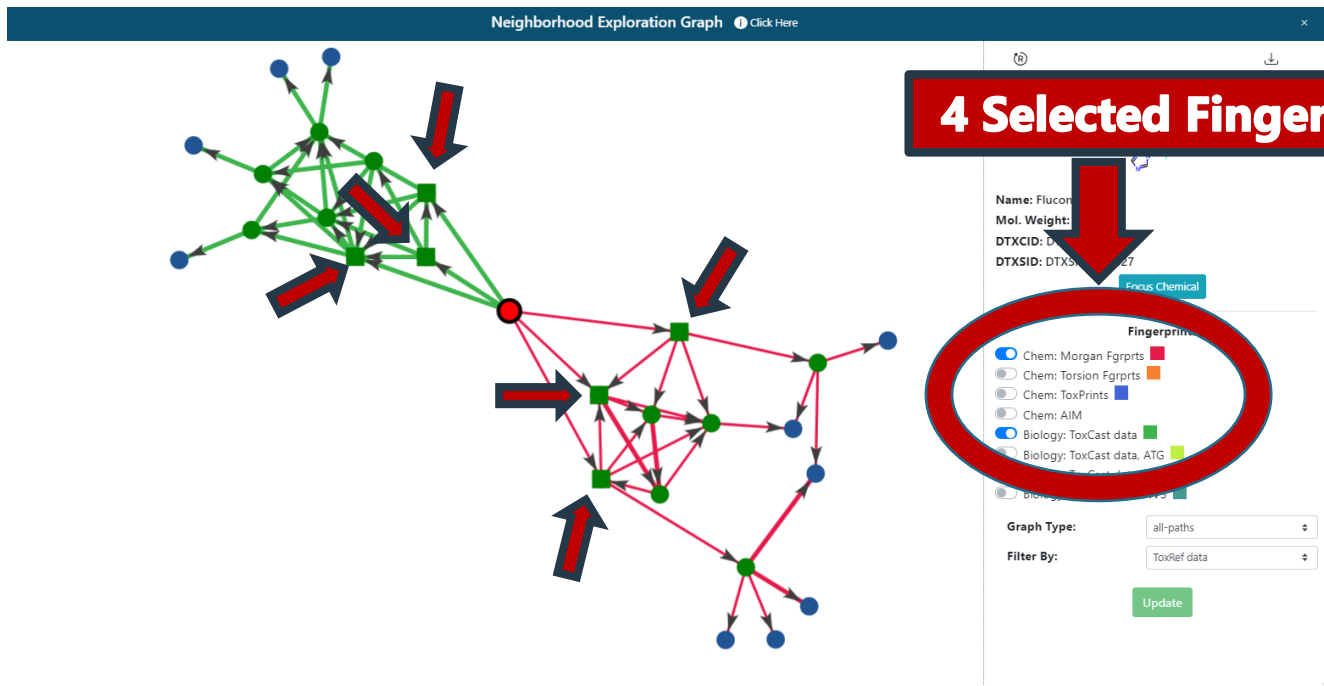 Neighborhood Exploration Graph i Click Here ×
R
4 Selected Finger
Name: Flucon
Mol. Weight:
DTXCID:
DTXSID: 27
Focus Chemical
Chem: Morgan Fgrprts
Chem: Torsion Fgrprts
Chem: ToxPrints
Chem: AIM
Biology: ToxCast data
Biology: ToxCast data, ATG
Graph Type: all-paths
Filter By: ToxRef data
Update